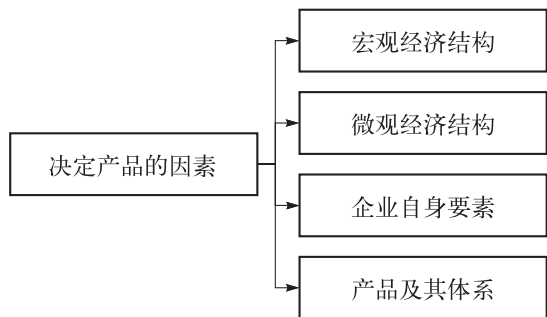 宏观经济结构
微观经济结构
决定产品的因素
企业自身要素
产品及其体系